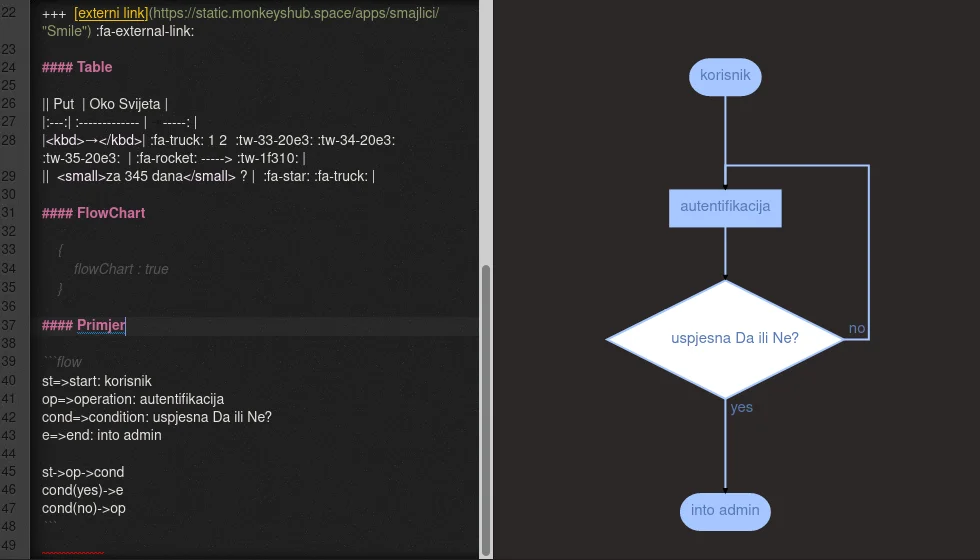 22 +++ [externi link](https://static.monkeyshub.space/apps/smajlici/
"Smile") :fa-external-link:
23
24 #### Table
25
26 || Put | Oko Svijeta |
27 |:---:| :------------- | -----: |
28 |<kbd>→</kbd>| :fa-truck: 1 2 :tw-33-20e3: :tw-34-20e3:
:tw-35-20e3: | :fa-rocket: -----> :tw-1f310: |
29 || <small>za 345 dana</small> ? | :fa-star: :fa-truck: |
30
31 #### FlowChart
32
33 {
34 flowChart : true
35 }
36
37 #### Primjer
38
39 ```flow
40 st=>start: korisnik
41 op=>operation: autentifikacija
42 cond=>condition: uspjesna Da ili Ne?
43 e=>end: into admin
44
45 st->op->cond
46 cond(yes)->e
47 cond(no)->op
48 ```
49
korisnik
autentifikacija
uspjesna Da ili Ne?
no
yes
into admin